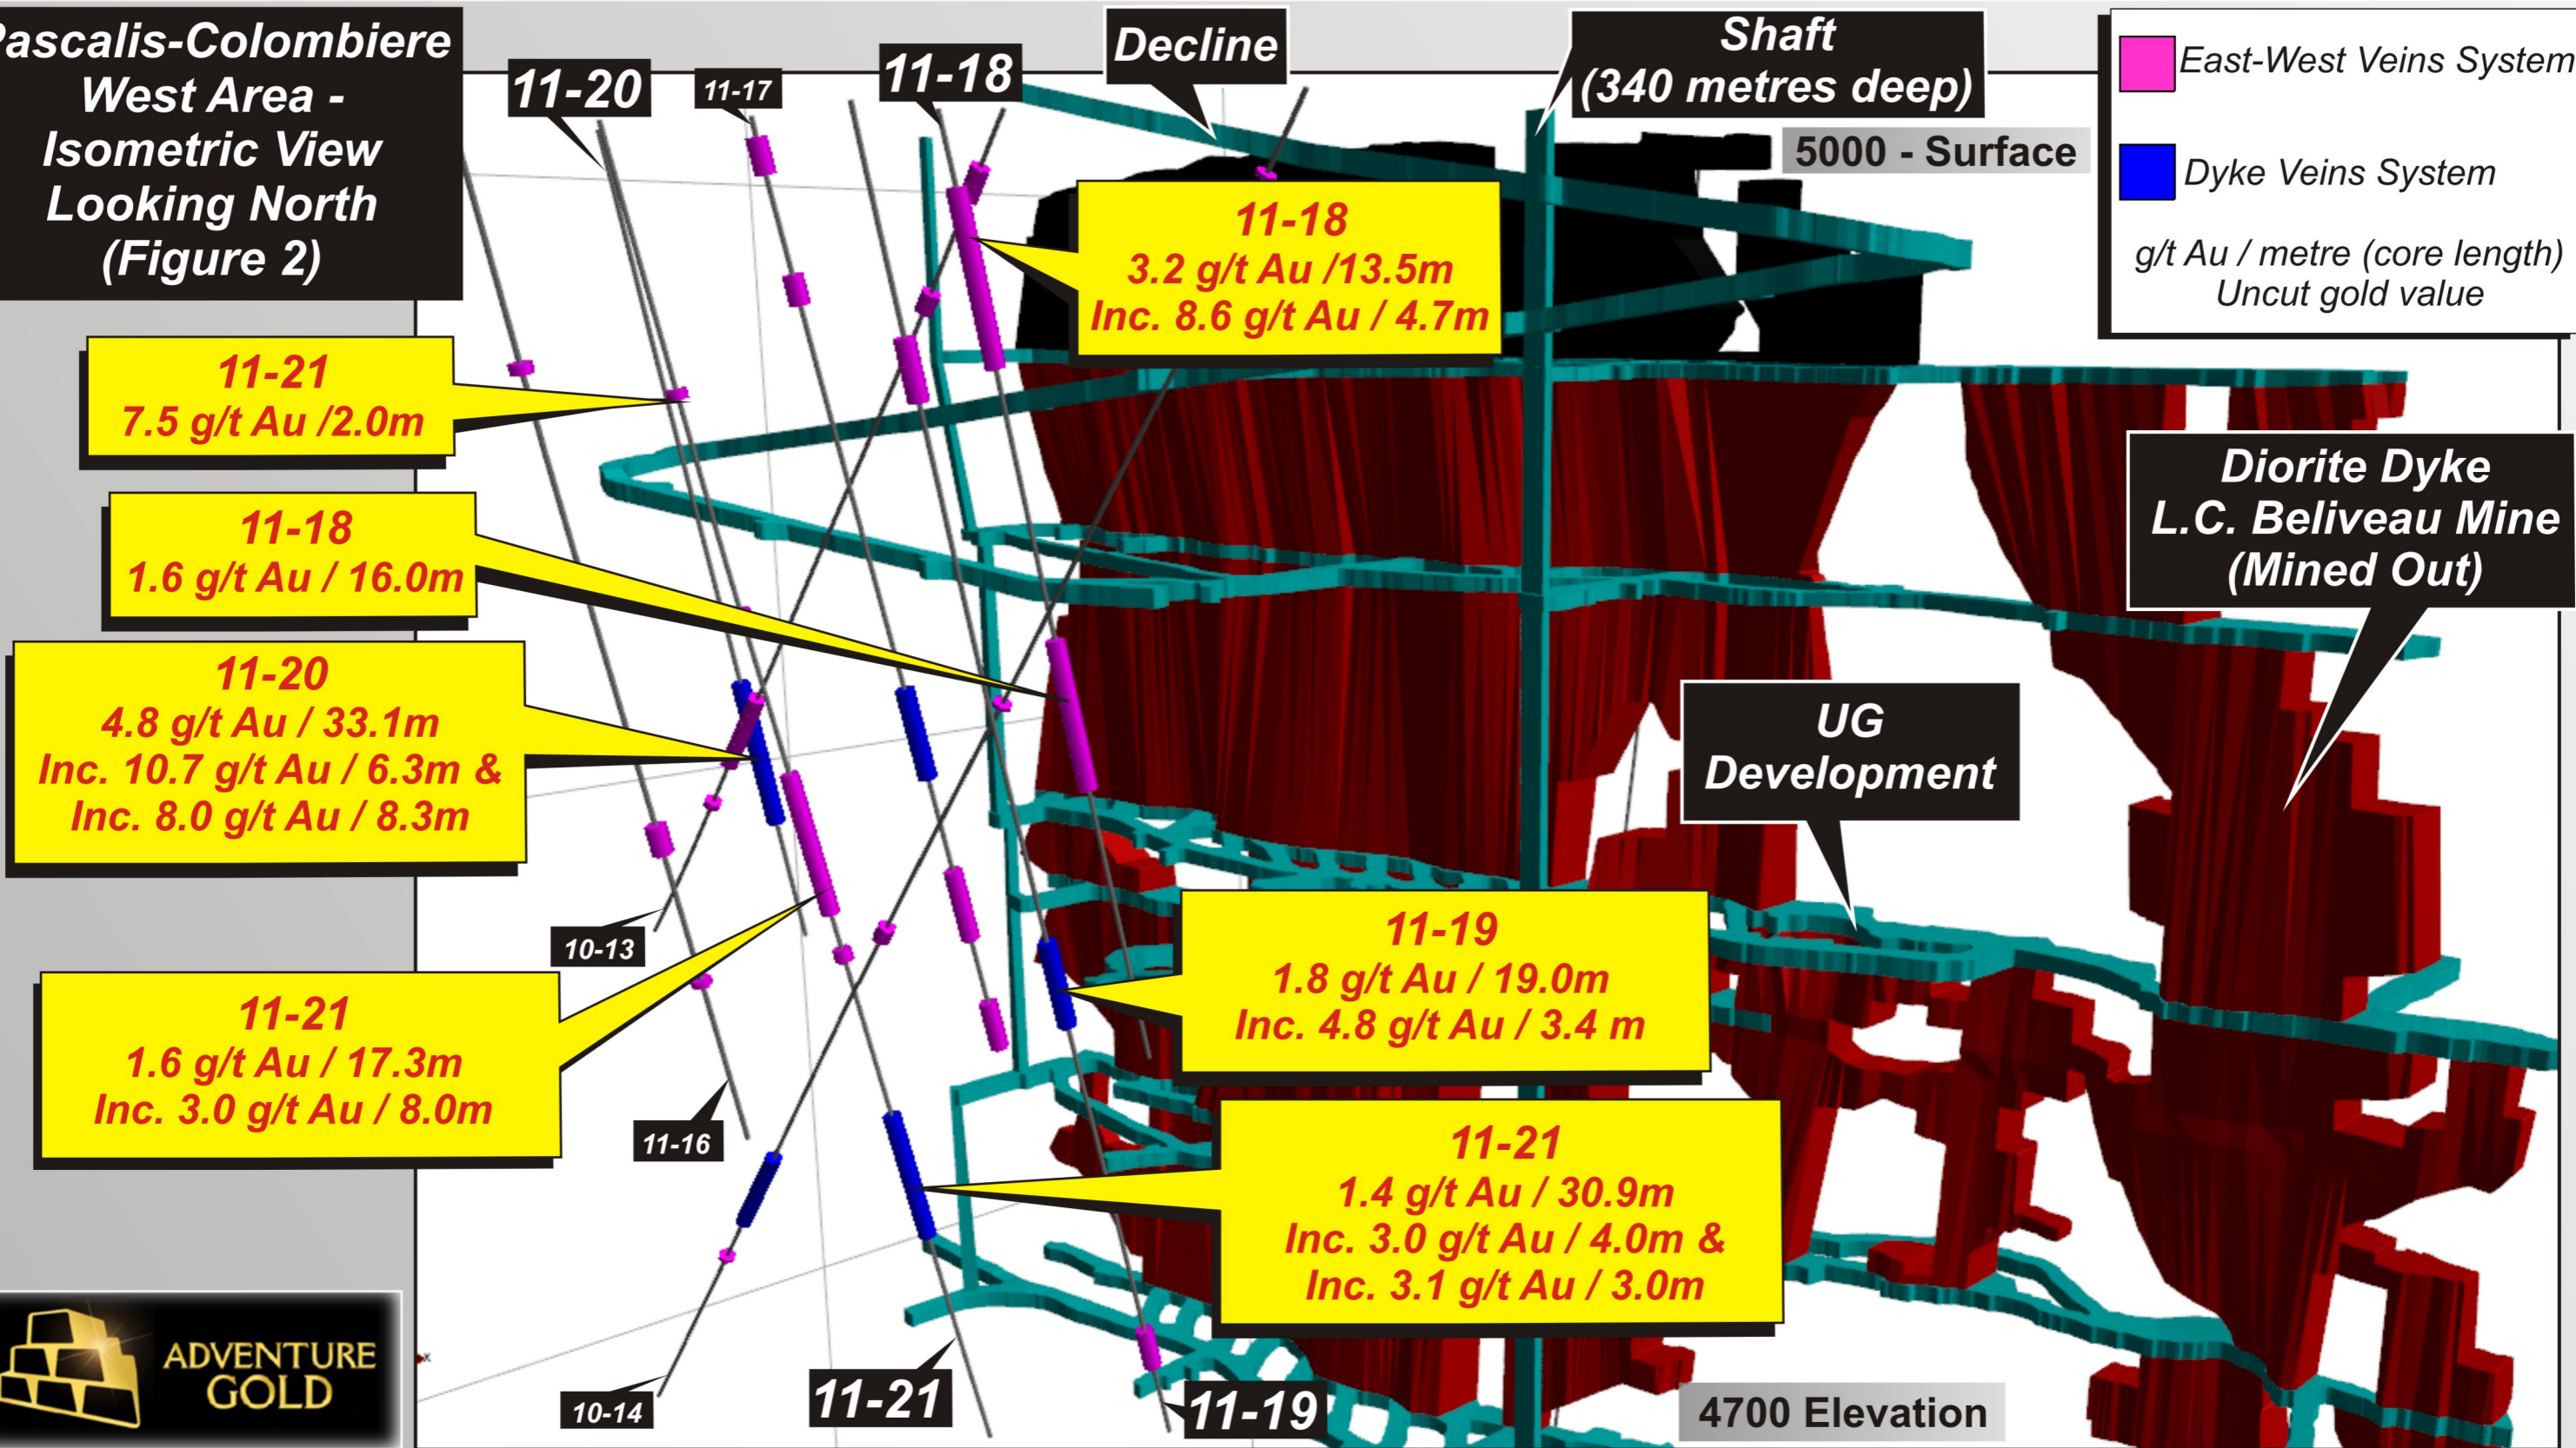 Pascalis-Colombiere
West Area -
Isometric View
Looking North
(Figure 2)
11-20
11-17
11-18
Decline
Shaft
(340 metres deep)
5000 - Surface
East-West Veins System
Dyke Veins System
g/t Au / metre (core length)
Uncut gold value
11-18
3.2 g/t Au /13.5m
Inc. 8.6 g/t Au / 4.7m
11-21
7.5 g/t Au /2.0m
11-18
1.6 g/t Au / 16.0m
Diorite Dyke
L.C. Beliveau Mine
(Mined Out)
11-20
4.8 g/t Au / 33.1m
Inc. 10.7 g/t Au / 6.3m &
Inc. 8.0 g/t Au / 8.3m
UG
Development
10-13
11-19
1.8 g/t Au / 19.0m
Inc. 4.8 g/t Au / 3.4 m
11-21
1.6 g/t Au / 17.3m
Inc. 3.0 g/t Au / 8.0m
11-16
11-21
1.4 g/t Au / 30.9m
Inc. 3.0 g/t Au / 4.0m &
Inc. 3.1 g/t Au / 3.0m
ADVENTURE
GOLD
x
10-14
11-21
11-19
4700 Elevation